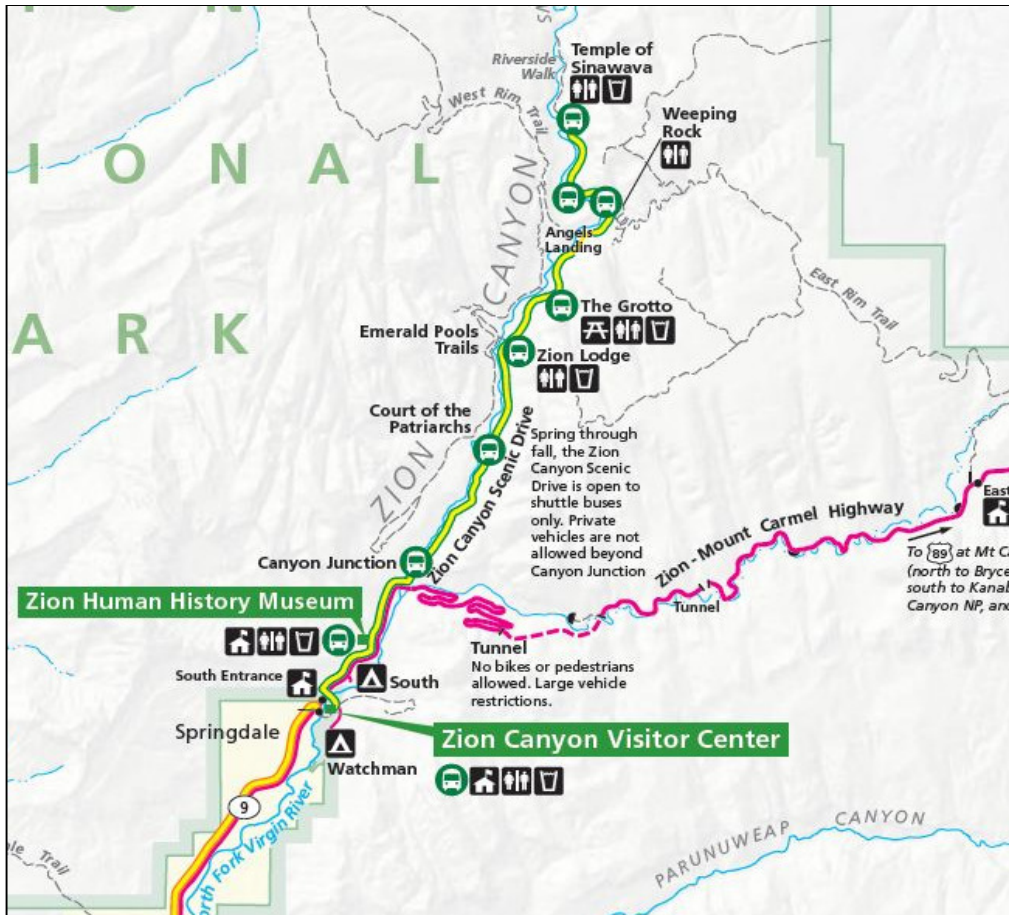 I O N
I O N A L
A R K
Riverside
Walk
Temple of
Sinawava
Weeping
Rock
West Rim Trail
ZION CANYON
Angels
Landing
East Rim Trail
The Grotto
Emerald Pools
Trails
Zion Lodge
Court of the
Patriarchs
Zion Canyon Scenic Drive
Spring through
fall, the Zion
Canyon Scenic
Drive is open to
shuttle buses
only. Private
vehicles are not
allowed beyond
Canyon Junction
Zion-Mount Carmel Highway
East
To 89 at Mt C
(north to Bryce
south to Kanab
Canyon NP, and
Canyon Junction
Zion Human History Museum
Tunnel
Tunnel
No bikes or pedestrians
allowed. Large vehicle
restrictions.
South Entrance
South
Springdale
Zion Canyon Visitor Center
Watchman
9
North Fork Virgin River
Trail
PARUNUWEAP CANYON